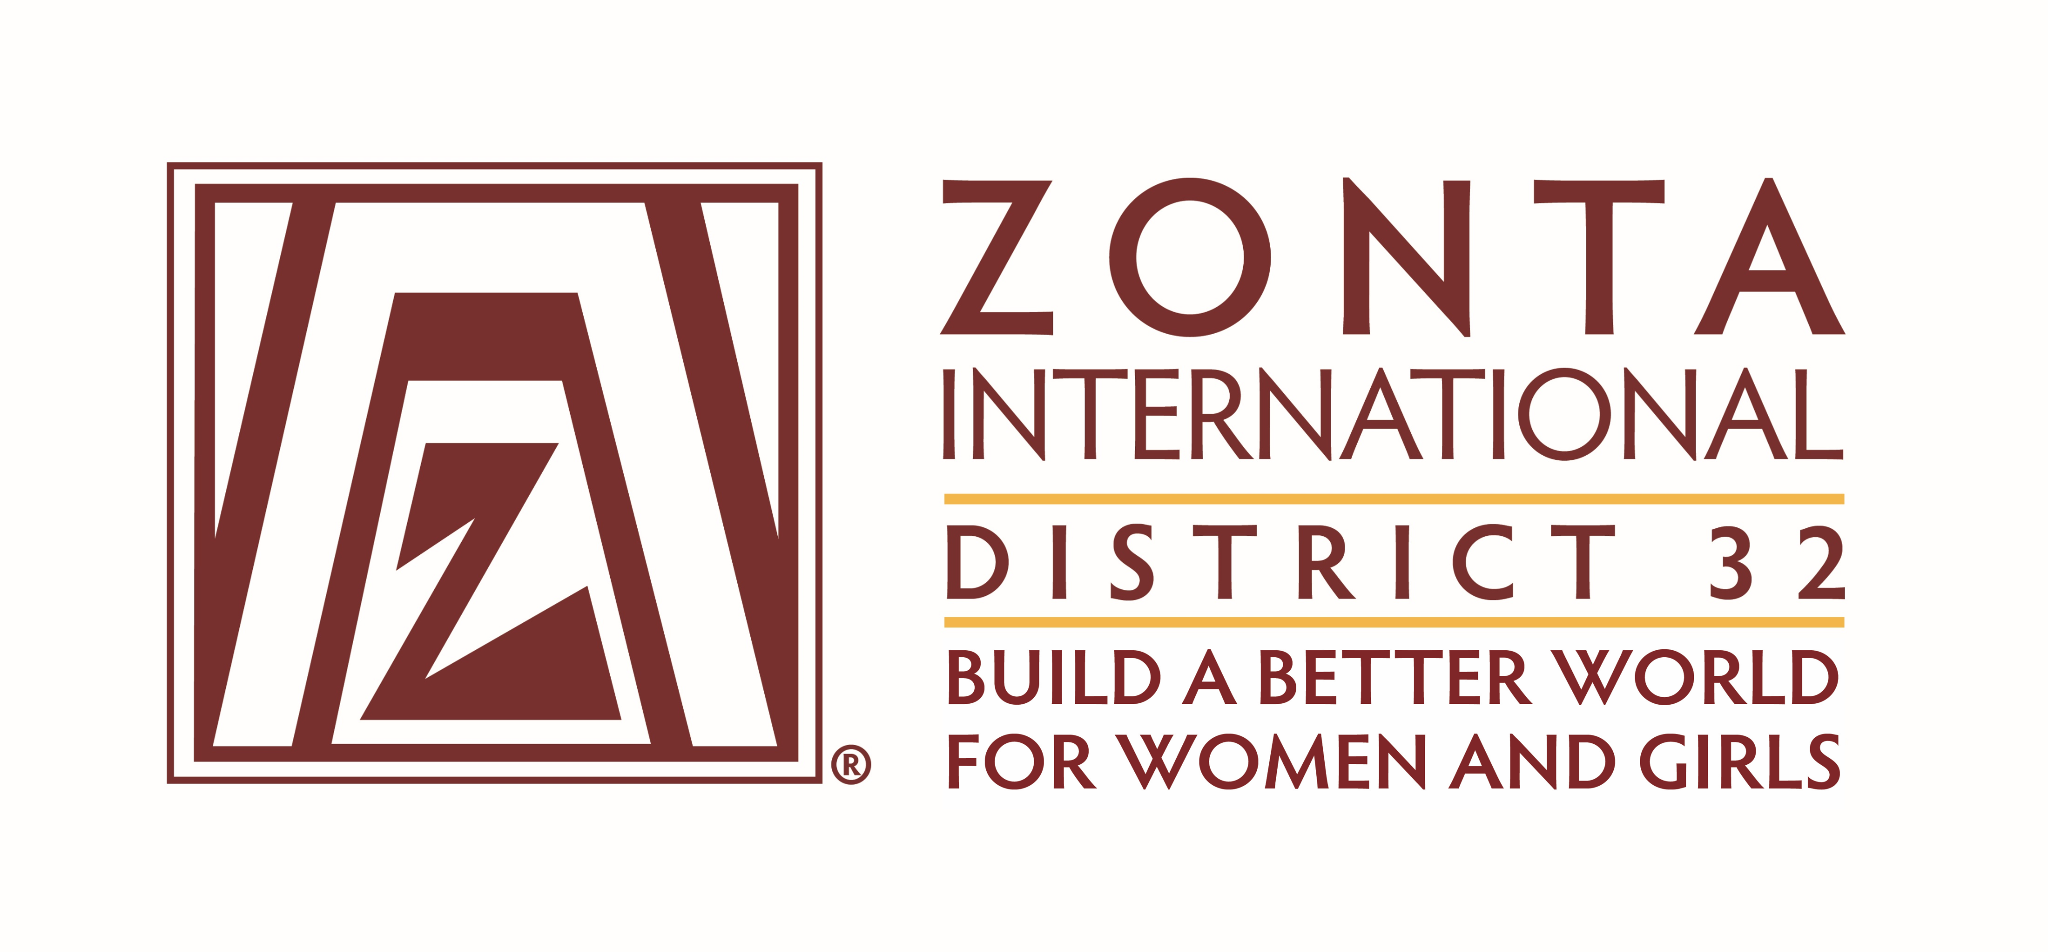 ®
ZONTA
INTERNATIONAL
DISTRICT 32
BUILD A BETTER WORLD
FOR WOMEN AND GIRLS